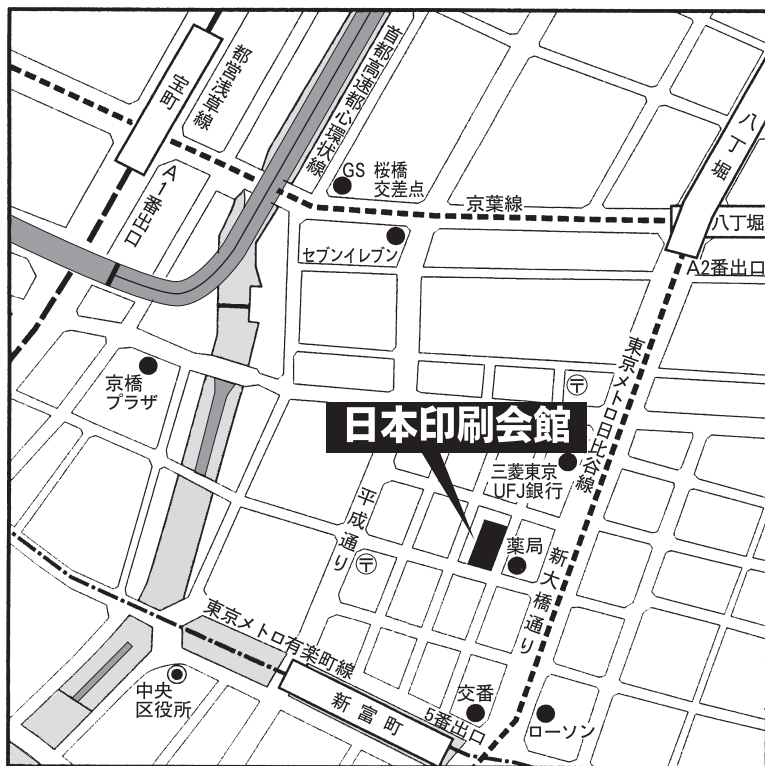 宝町
都営浅草線
首都高速都心環状線
A1番出口
GS
桜橋
交差点
京葉線
八丁堀
八丁堀
A2番出口
セブンイレブン
京橋
プラザ
〒
東京メトロ日比谷線
日本印刷会館
三菱東京
UFJ銀行
平成通り
〒
薬局
新大橋通り
東京メトロ有楽町線
中央
区役所
新富町
交番
5番出口
ローソン